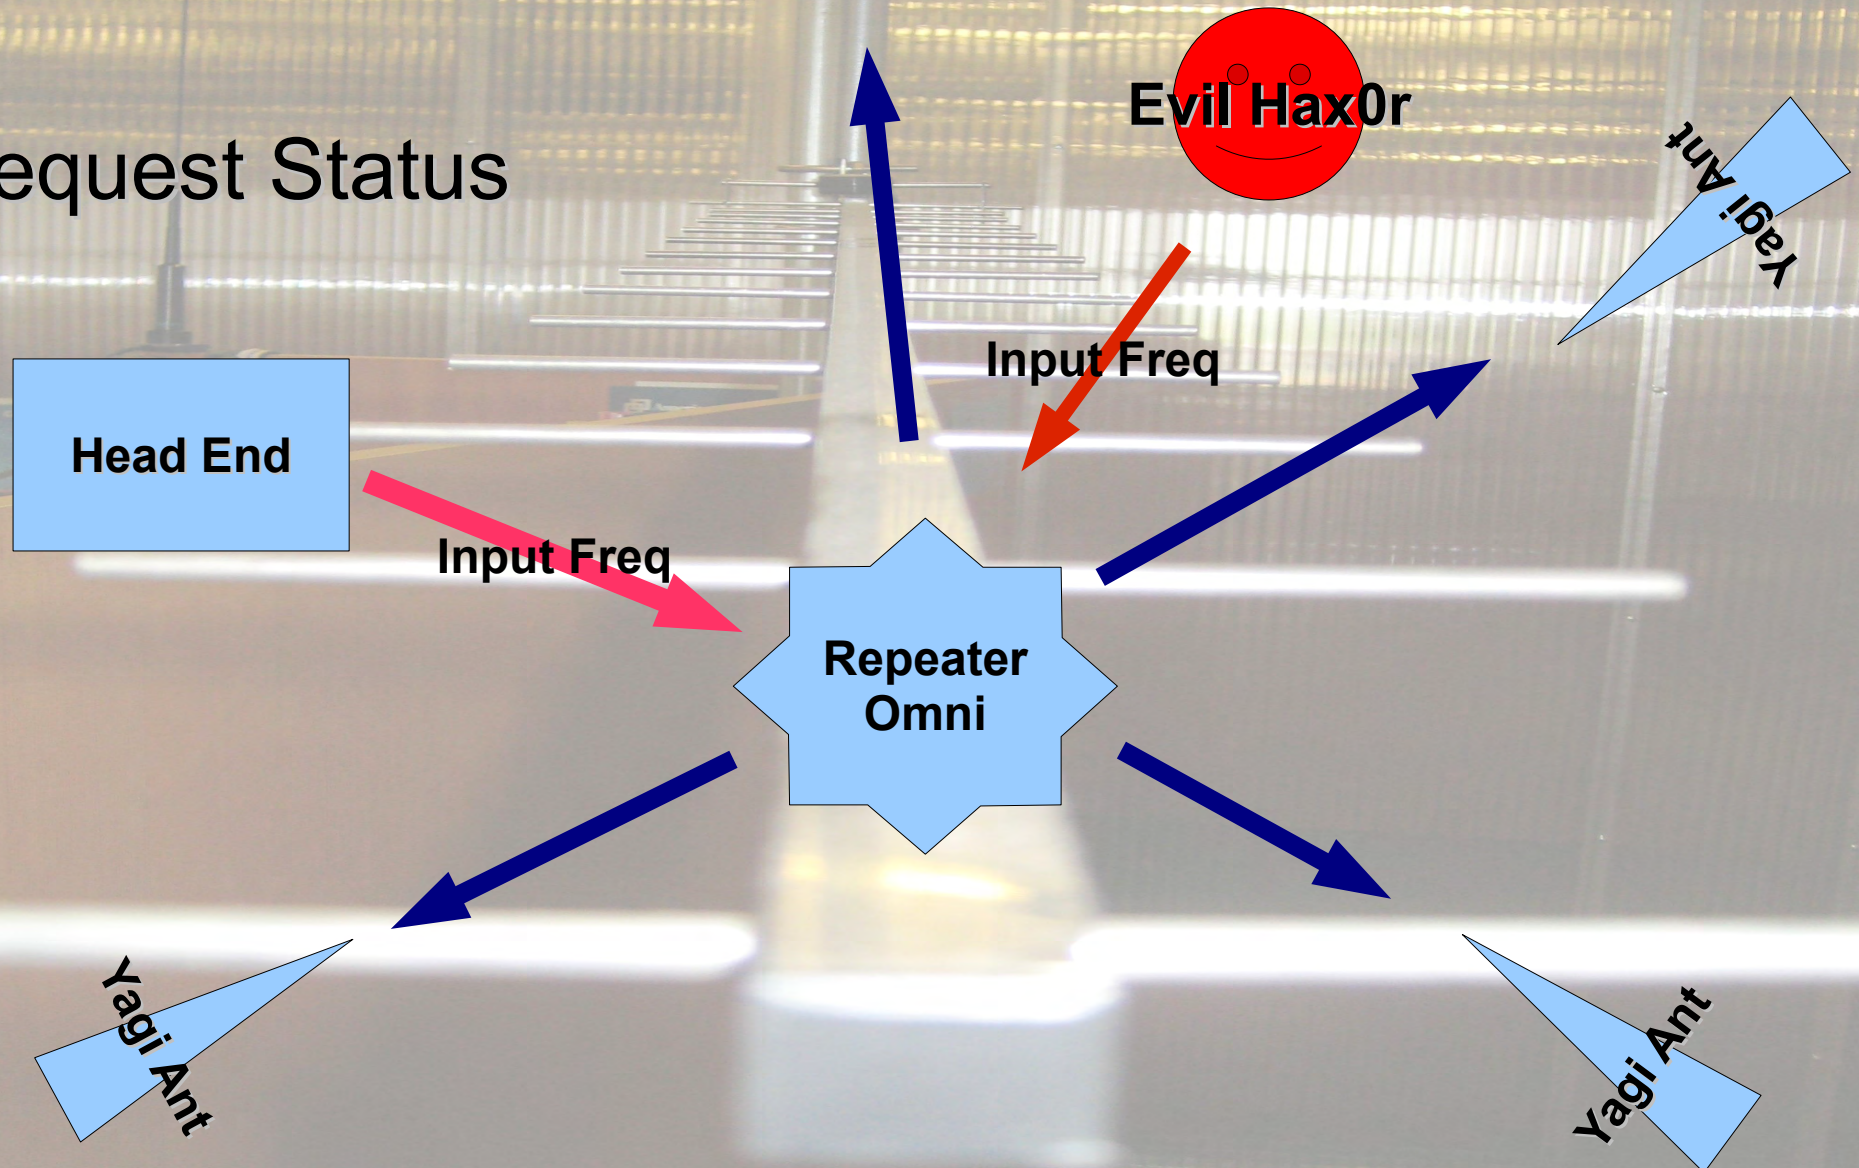 Evil Hax0r
Yagi Ant
equest Status
Input Freq
Head End
Input Freq
Repeater
Omni
Yagi Ant
Yagi Ant